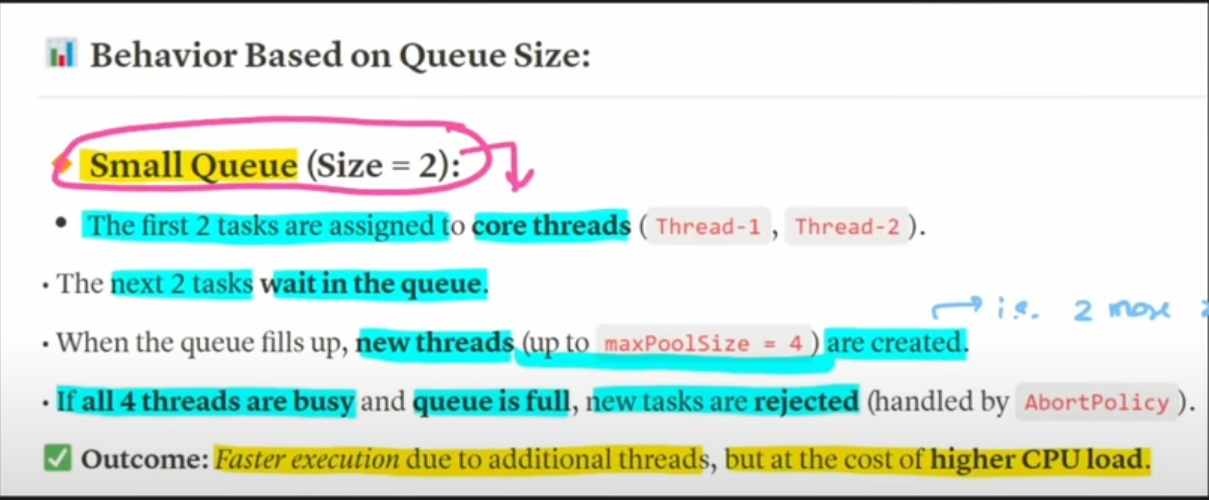 Behavior Based on Queue Size:
Small Queue (Size = 2):
• The first 2 tasks are assigned to core threads ( Thread-1 , Thread-2 ).
• The next 2 tasks wait in the queue.
i.e. 2 more
• When the queue fills up, new threads (up to maxPoolSize = 4 ) are created.
• If all 4 threads are busy and queue is full, new tasks are rejected (handled by AbortPolicy ).
Outcome: Faster execution due to additional threads, but at the cost of higher CPU load.